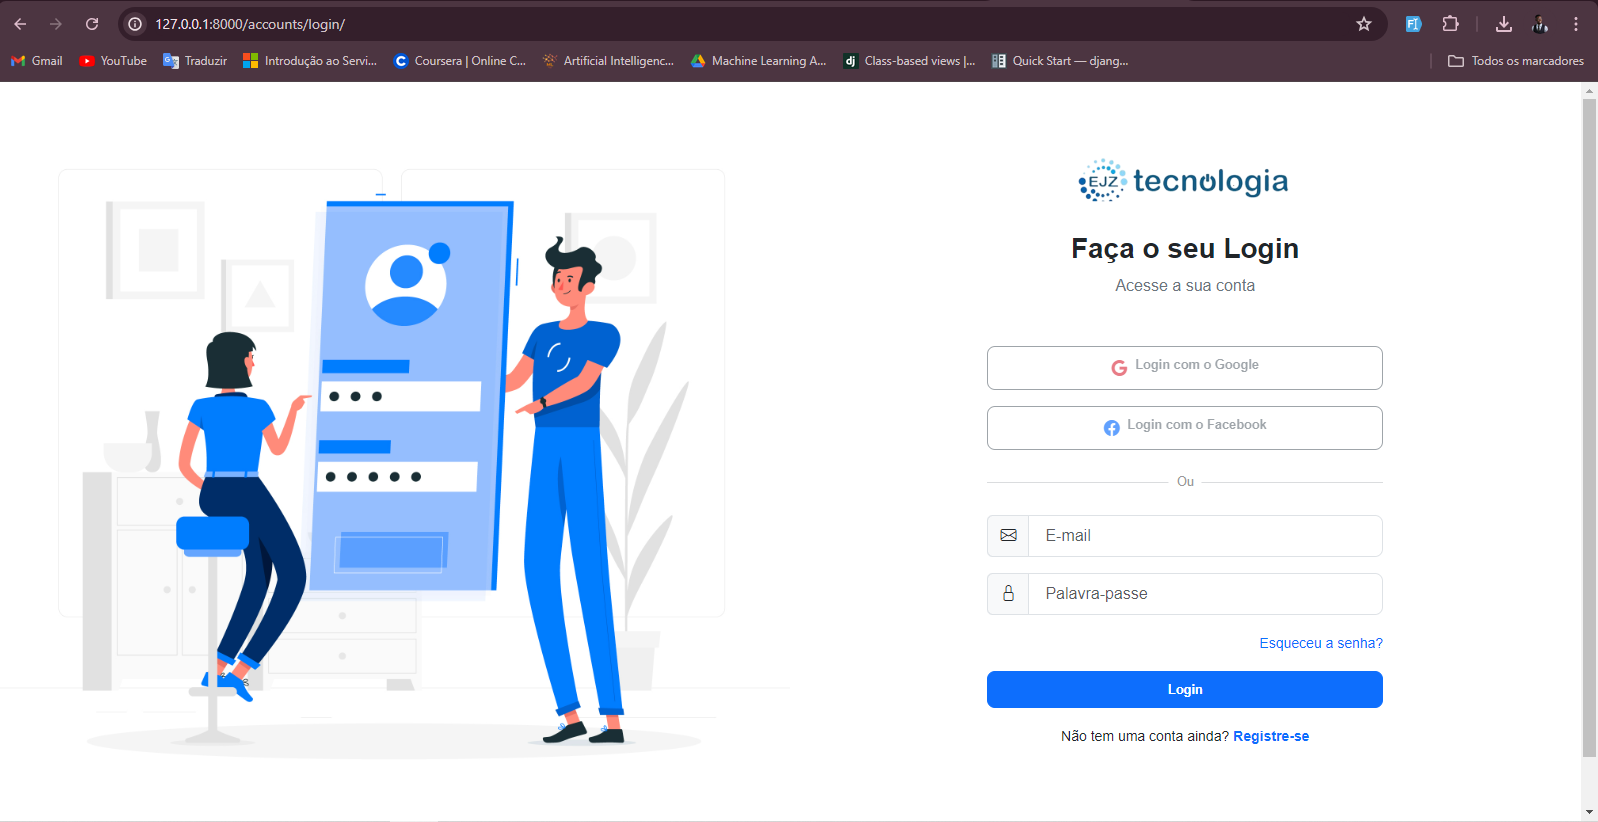 127.0.0.1:8000/accounts/login/
Gmail
YouTube
Traduzir
Introdução ao Servi...
Coursera | Online C...
Artificial Intelligenc...
Machine Learning A...
dj
Class-based views |...
Quick Start — djang...
Todos os marcadores
EJZ tecnologia
Faça o seu Login
Acesse a sua conta
Login com o Google
Login com o Facebook
Ou
E-mail
Palavra-passe
Esqueceu a senha?
Login
Não tem uma conta ainda? Registre-se